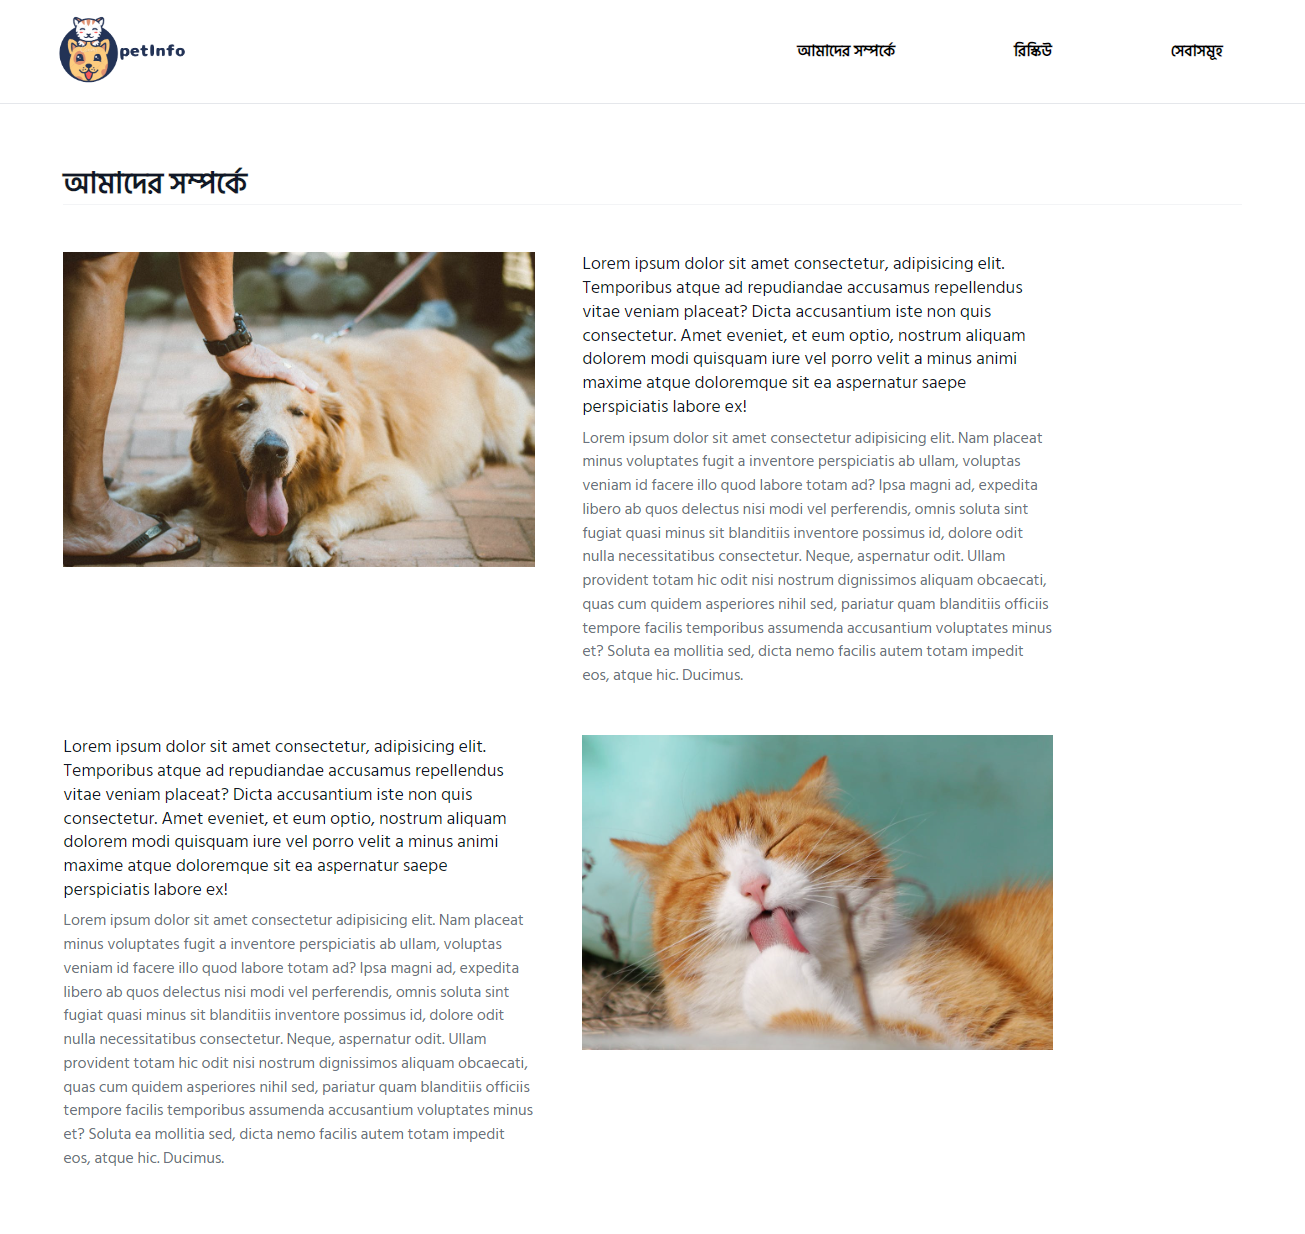 petInfo
আমাদের সম্পর্কে
রিস্কিউ
সেবাসমূহ
আমাদের সম্পর্কে
Lorem ipsum dolor sit amet consectetur, adipisicing elit.
Temporibus atque ad repudiandae accusamus repellendus
vitae veniam placeat? Dicta accusantium iste non quis
consectetur. Amet eveniet, et eum optio, nostrum aliquam
dolorem modi quisquam iure vel porro velit a minus animi
maxime atque doloremque sit ea aspernatur saepe
perspiciatis labore ex!
Lorem ipsum dolor sit amet consectetur adipisicing elit. Nam placeat
minus voluptates fugit a inventore perspiciatis ab ullam, voluptas
veniam id facere illo quod labore totam ad? Ipsa magni ad, expedita
libero ab quos delectus nisi modi vel perferendis, omnis soluta sint
fugiat quasi minus sit blanditiis inventore possimus id, dolore odit
nulla necessitatibus consectetur. Neque, aspernatur odit. Ullam
provident totam hic odit nisi nostrum dignissimos aliquam obcaecati,
quas cum quidem asperiores nihil sed, pariatur quam blanditiis officiis
tempore facilis temporibus assumenda accusantium voluptates minus
et? Soluta ea mollitia sed, dicta nemo facilis autem totam impedit
eos, atque hic. Ducimus.
Lorem ipsum dolor sit amet consectetur, adipisicing elit.
Temporibus atque ad repudiandae accusamus repellendus
vitae veniam placeat? Dicta accusantium iste non quis
consectetur. Amet eveniet, et eum optio, nostrum aliquam
dolorem modi quisquam iure vel porro velit a minus animi
maxime atque doloremque sit ea aspernatur saepe
perspiciatis labore ex!
Lorem ipsum dolor sit amet consectetur adipisicing elit. Nam placeat
minus voluptates fugit a inventore perspiciatis ab ullam, voluptas
veniam id facere illo quod labore totam ad? Ipsa magni ad, expedita
libero ab quos delectus nisi modi vel perferendis, omnis soluta sint
fugiat quasi minus sit blanditiis inventore possimus id, dolore odit
nulla necessitatibus consectetur. Neque, aspernatur odit. Ullam
provident totam hic odit nisi nostrum dignissimos aliquam obcaecati,
quas cum quidem asperiores nihil sed, pariatur quam blanditiis officiis
tempore facilis temporibus assumenda accusantium voluptates minus
et? Soluta ea mollitia sed, dicta nemo facilis autem totam impedit
eos, atque hic. Ducimus.